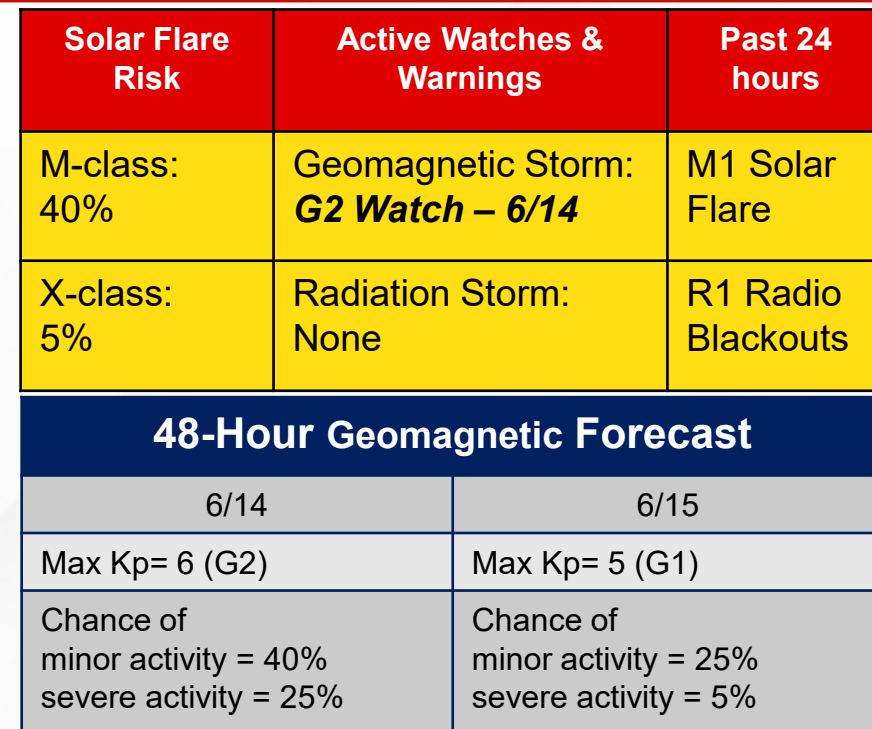 Solar Flare
Risk
Active Watches &
Warnings
Past 24
hours
M-class:
40%
Geomagnetic Storm:
G2 Watch – 6/14
M1 Solar
Flare
X-class:
5%
Radiation Storm:
None
R1 Radio
Blackouts
48-Hour Geomagnetic Forecast
6/14
6/15
Max Kp= 6 (G2)
Max Kp= 5 (G1)
Chance of
minor activity = 40%
severe activity = 25%
Chance of
minor activity = 25%
severe activity = 5%